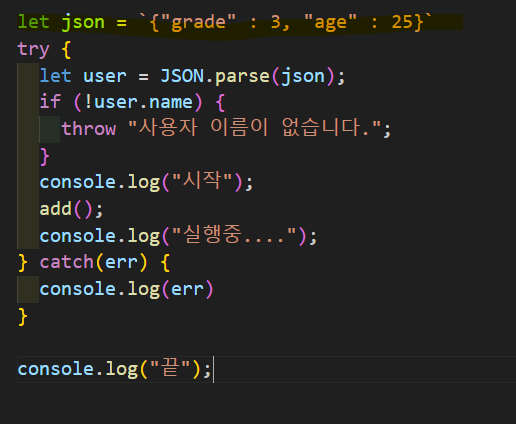 let json = `{"grade" : 3, "age" : 25}`
try {
let user = JSON.parse(json);
if (!user.name) {
throw "사용자 이름이 없습니다.";
}
console.log("시작");
add();
console.log("실행중....");
} catch(err) {
console.log(err)
}
console.log("끝");